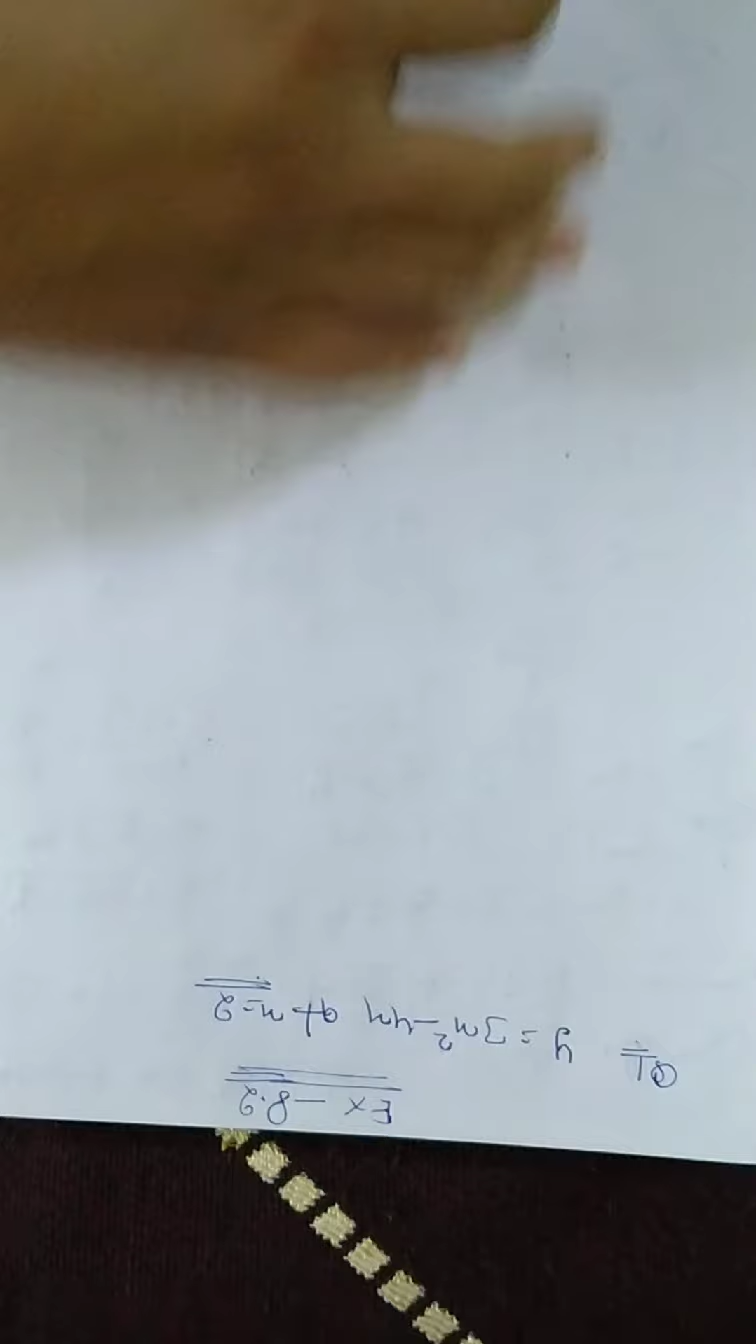 Ex - 8.2
Q1 y = 3x² - 4x at x = 2